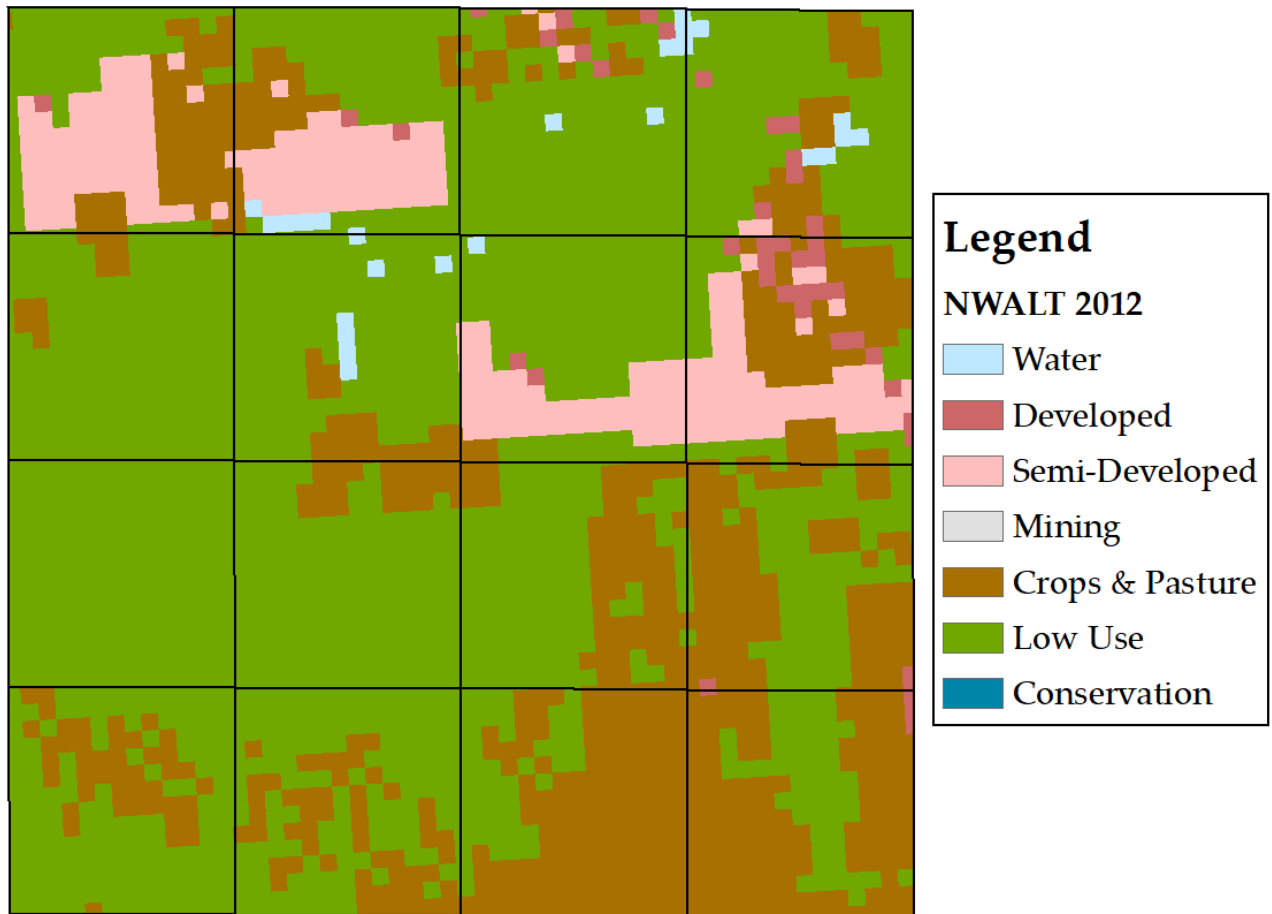 Legend
NWALT 2012
Water
Developed
Semi-Developed
Mining
Crops & Pasture
Low Use
Conservation